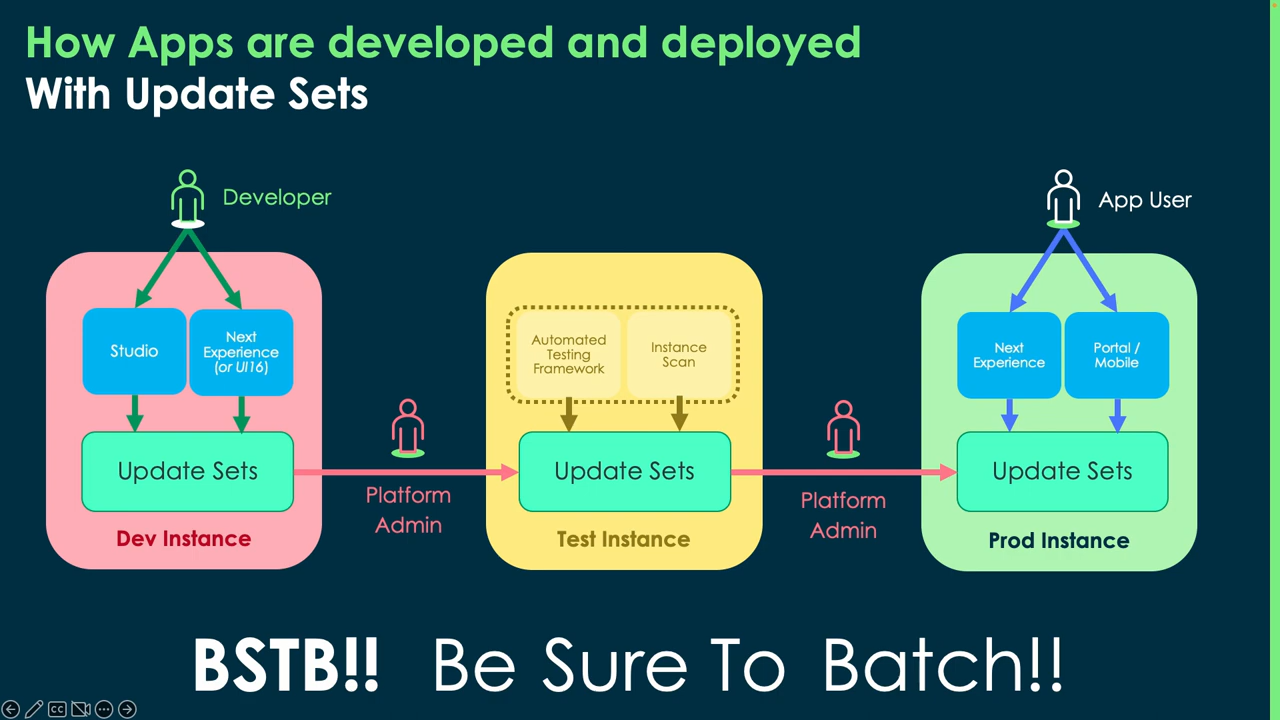 How Apps are developed and deployed
With Update Sets
Developer
App User
Studio
Next
Experience
(or UI16)
Automated
Testing
Framework
Instance
Scan
Next
Experience
Portal /
Mobile
Update Sets
Update Sets
Update Sets
Platform
Admin
Platform
Admin
Dev Instance
Test Instance
Prod Instance
BSTB!! Be Sure To Batch!!
CC